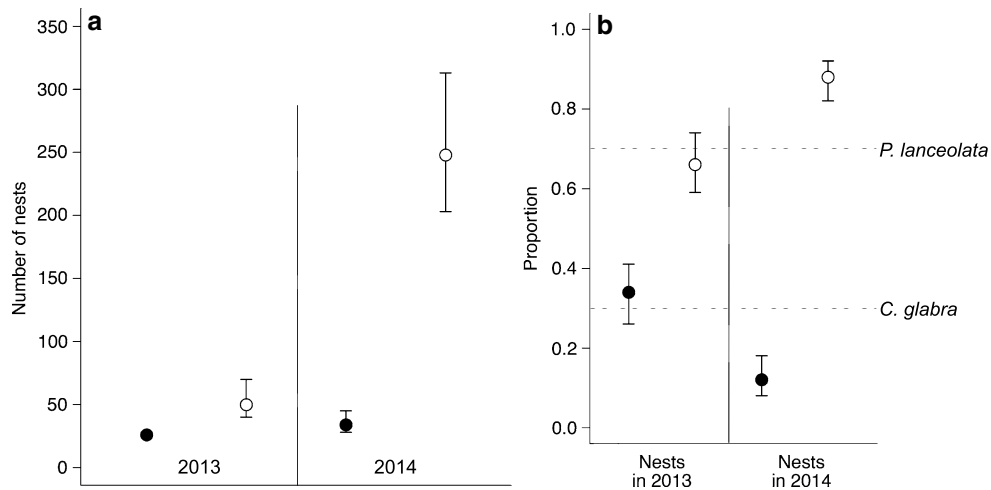 a
350
300
250
200
150
100
50
0
Number of nests
2013
2014
b
1.0
0.8
0.6
0.4
0.2
0.0
Proportion
P. lanceolata
C. glabra
Nests
in 2013
Nests
in 2014